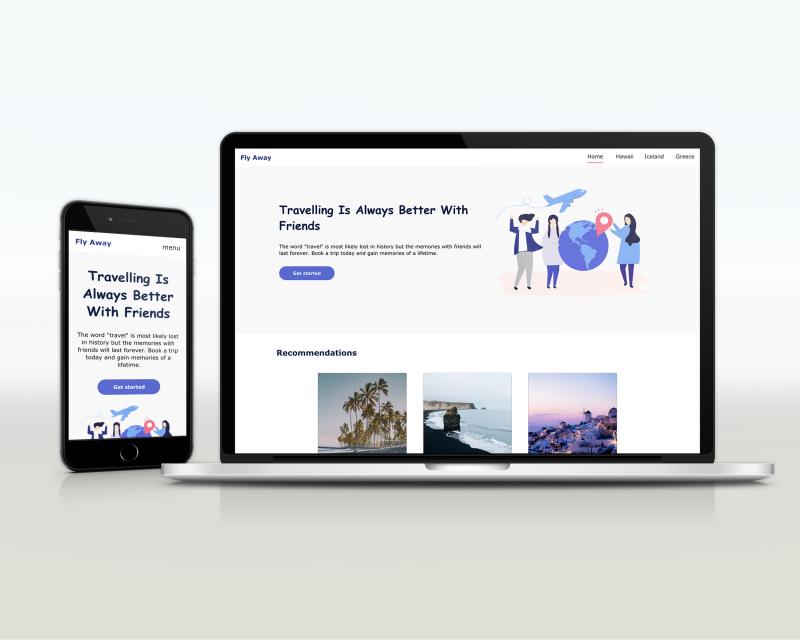 Fly Away
Home Hawaii Iceland Greece
Travelling Is Always Better With
Friends
The word "travel" is most likely lost in history but the memories with friends will
last forever. Book a trip today and gain memories of a lifetime.
Get started
Recommendations
Fly Away
menu
Travelling Is
Always Better
With Friends
The word "travel" is most likely lost
in history but the memories with
friends will last forever. Book a trip
today and gain memories of a
lifetime.
Get started